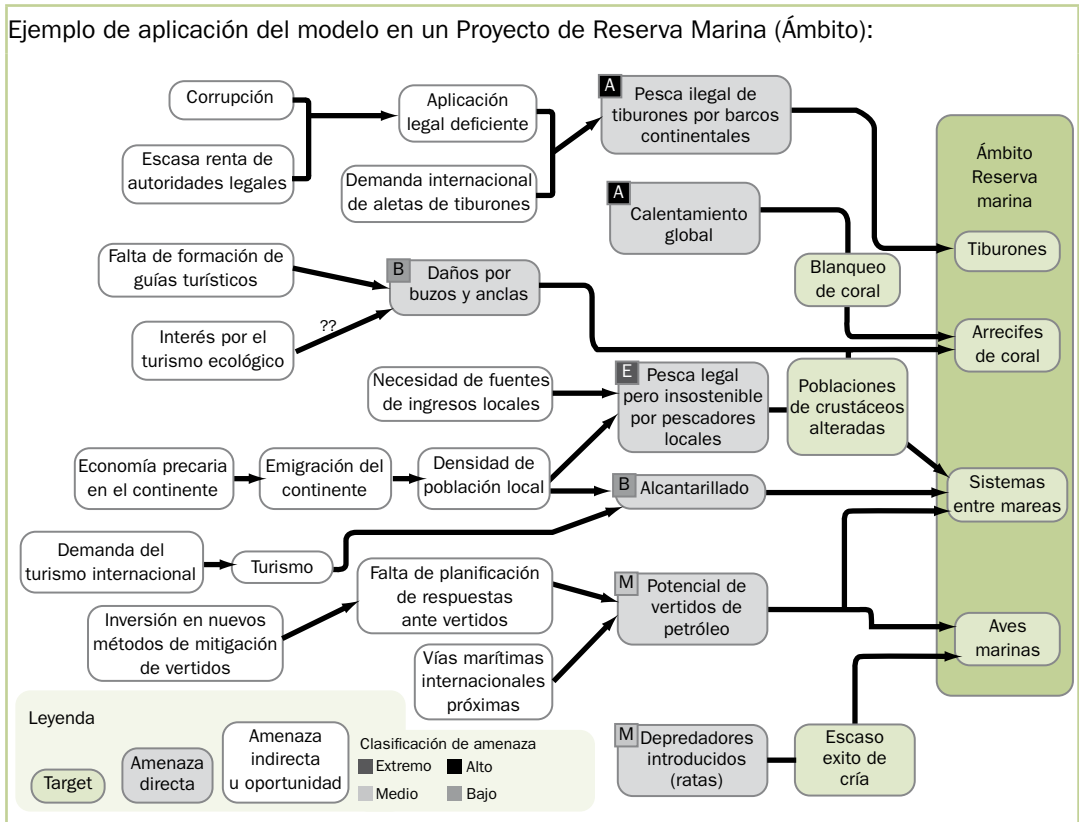 Ejemplo de aplicación del modelo en un Proyecto de Reserva Marina (Ámbito):
Corrupción
Escasa renta de
autoridades legales
Aplicación
legal deficiente
Demanda internacional
de aletas de tiburones
A
Pesca ilegal de
tiburones por barcos
continentales
A
Calentamiento
global
Ámbito
Reserva
marina
Tiburones
Blanqueo
de coral
Falta de formación de
guías turísticos
Interés por el
turismo ecológico
??
B
Daños por
buzos y anclas
Arrecifes
de coral
Necesidad de fuentes
de ingresos locales
E
Pesca legal
pero insostenible
por pescadores
locales
Poblaciones
de crustáceos
alteradas
Economía precaria
en el continente
Emigración del
continente
Densidad de
población local
B
Alcantarillado
Sistemas
entre mareas
Demanda del
turismo internacional
Turismo
Inversión en nuevos
métodos de mitigación
de vertidos
Falta de planificación
de respuestas
ante vertidos
Vías marítimas
internacionales
próximas
M
Potencial de
vertidos de
petróleo
Aves
marinas
M
Depredadores
introducidos
(ratas)
Escaso
exito de
cría
Leyenda
Target
Amenaza
directa
Amenaza
indirecta
u oportunidad
Clasificación de amenaza
Extremo
Alto
Medio
Bajo